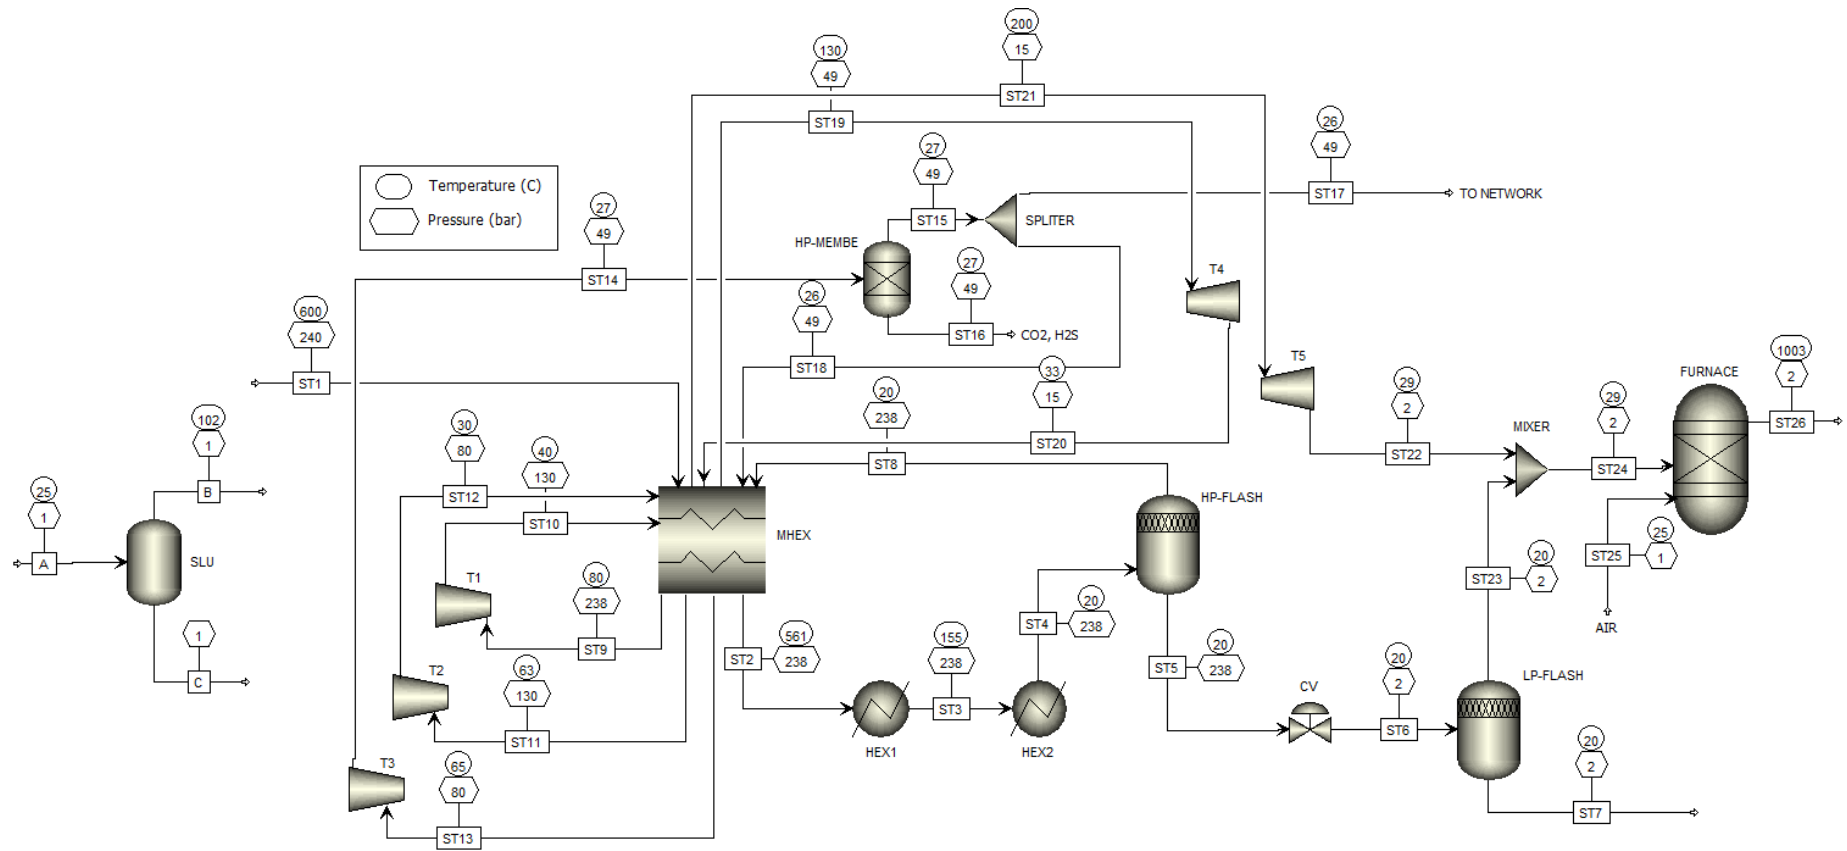 200
15
ST21
130
49
ST19
26
49
ST17
TO NETWORK
27
49
ST15
SPLITER
Temperature (C)
Pressure (bar)
27
49
ST14
HP-MEMBE
27
49
ST16
CO2, H2S
T4
600
240
ST1
26
49
ST18
33
15
ST20
20
238
ST8
T5
29
2
ST22
MIXER
29
2
ST24
FURNACE
1003
2
ST26
102
1
B
30
80
ST12
40
130
ST10
MHEX
HP-FLASH
25
1
A
SLU
T1
80
238
ST9
20
238
ST4
20
2
ST23
25
1
ST25
AIR
1
C
T2
63
130
ST11
561
238
ST2
155
238
ST3
20
238
ST5
20
2
ST6
CV
LP-FLASH
HEX1
HEX2
T3
65
80
ST13
20
2
ST7